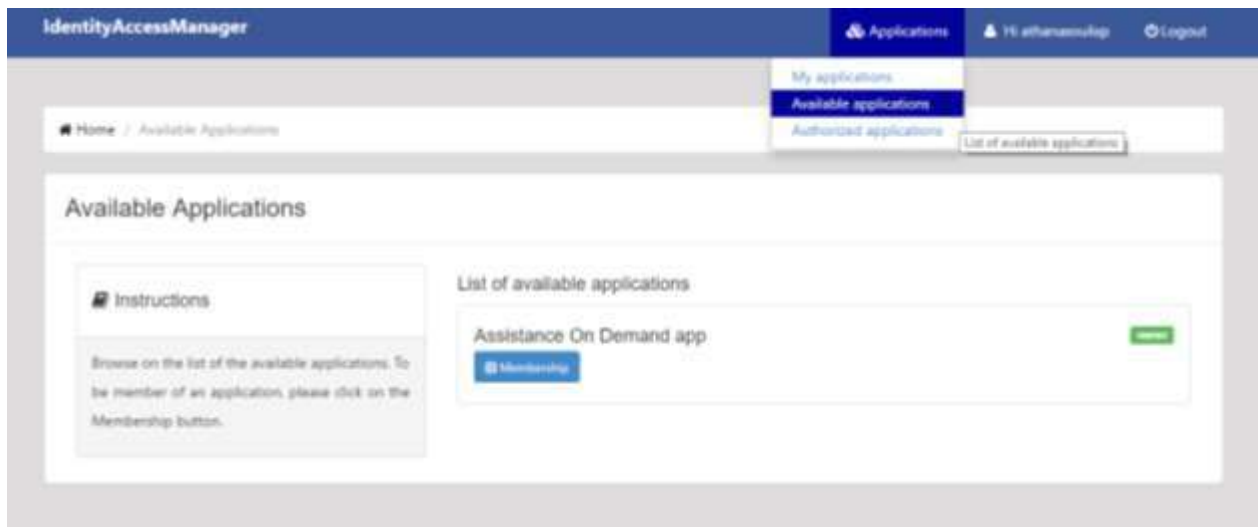 IdentityAccessManager
Applications
Hi
Logout
My applications
Available applications
Authorized applications
List of available applications
Home / Available Applications
Available Applications
Instructions
Browse on the list of the available applications. To
be member of an application, please click on the
Membership button.
List of available applications
Assistance On Demand app
Membership